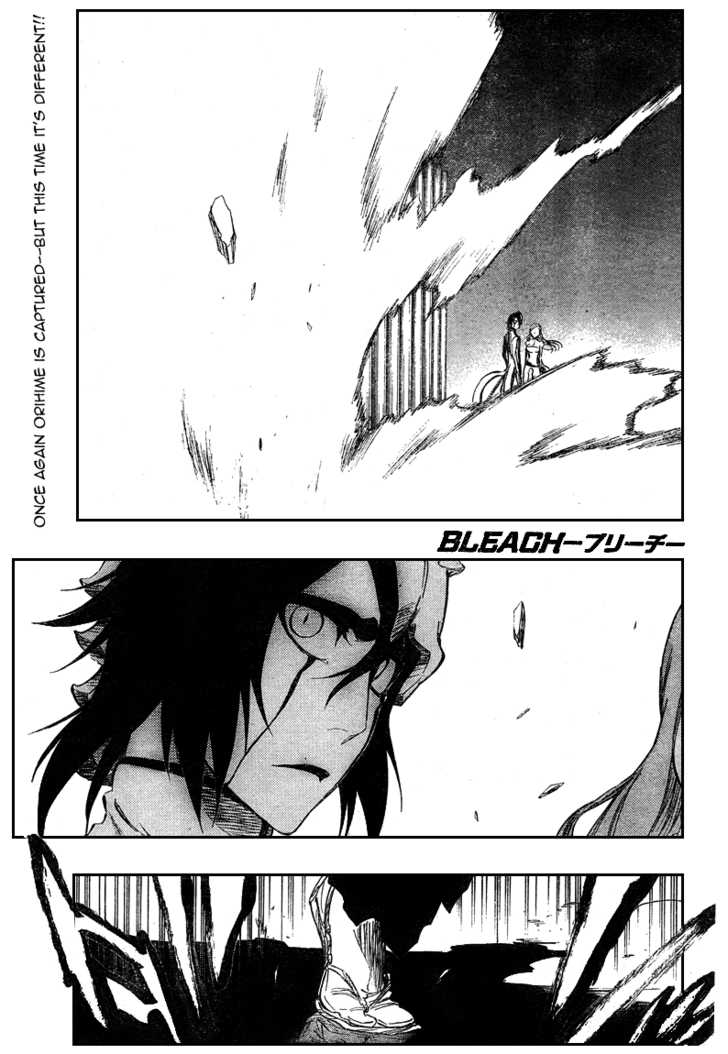 ONCE AGAIN ORIHIME IS CAPTURED--BUT THIS TIME IT'S DIFFERENT!!
BLEACH―ブリーチ―